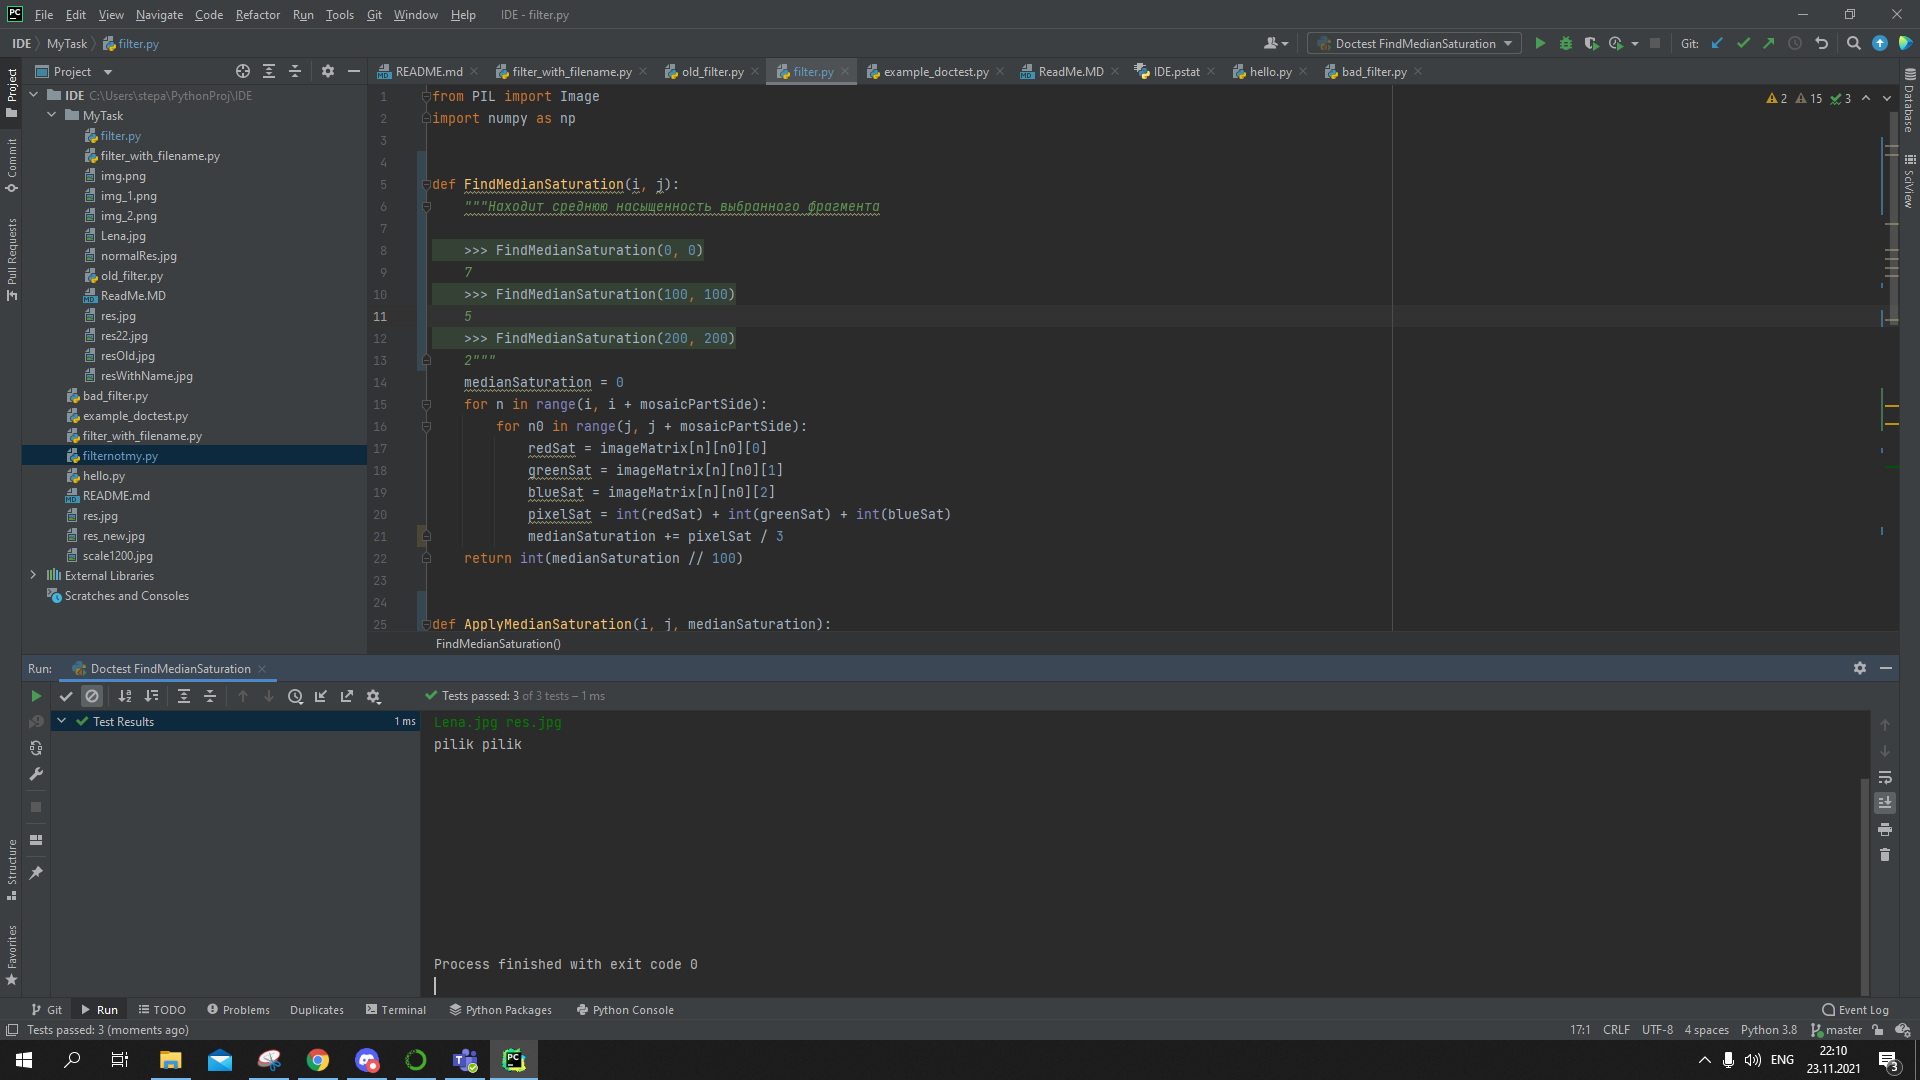 File Edit View Navigate Code Refactor Run Tools Git Window Help IDE - filter.py
IDE MyTask filter.py
Doctest FindMedianSaturation
Git:
Project
README.md filter_with_filename.py old_filter.py filter.py example_doctest.py ReadMe.MD IDE.pstat hello.py bad_filter.py
Project
Commit
Pull Requests
Structure
Favorites
IDE C:\Users\stepa\PythonProj\IDE
MyTask
filter.py
filter_with_filename.py
img.png
img_1.png
img_2.png
Lena.jpg
normalRes.jpg
old_filter.py
ReadMe.MD
res.jpg
res22.jpg
resOld.jpg
resWithName.jpg
bad_filter.py
example_doctest.py
filter_with_filename.py
filternotmy.py
hello.py
README.md
res.jpg
res_new.jpg
scale1200.jpg
External Libraries
Scratches and Consoles
2 15 3
Database
SciView
1 from PIL import Image
2 import numpy as np
3
4
5 def FindMedianSaturation(i, j):
6 """Находит среднюю насыщенность выбранного фрагмента
7
8 >>> FindMedianSaturation(0, 0)
9 7
10 >>> FindMedianSaturation(100, 100)
11 5
12 >>> FindMedianSaturation(200, 200)
13 2"""
14 medianSaturation = 0
15 for n in range(i, i + mosaicPartSide):
16 for n0 in range(j, j + mosaicPartSide):
17 redSat = imageMatrix[n][n0][0]
18 greenSat = imageMatrix[n][n0][1]
19 blueSat = imageMatrix[n][n0][2]
20 pixelSat = int(redSat) + int(greenSat) + int(blueSat)
21 medianSaturation += pixelSat / 3
22 return int(medianSaturation // 100)
23
24
25 def ApplyMedianSaturation(i, j, medianSaturation):
FindMedianSaturation()
Run: Doctest FindMedianSaturation
Tests passed: 3 of 3 tests – 1 ms
Test Results 1 ms
Lena.jpg res.jpg
pilik pilik
Process finished with exit code 0
Git Run TODO Problems Duplicates Terminal Python Packages Python Console Event Log
Tests passed: 3 (moments ago) 17:1 CRLF UTF-8 4 spaces Python 3.8 master
ENG
22:10
23.11.2021
3